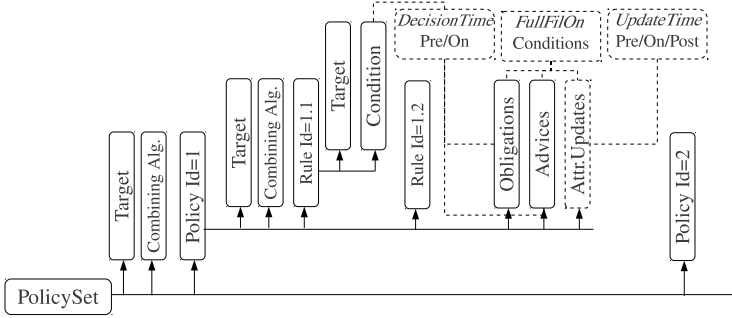 DecisionTime
Pre/On
FullFilOn
Conditions
UpdateTime
Pre/On/Post
Target
Condition
Target
Combining Alg.
Rule Id=1.1
Rule Id=1.2
Obligations
Advices
Attr.Updates
Target
Combining Alg.
Policy Id=1
Policy Id=2
PolicySet